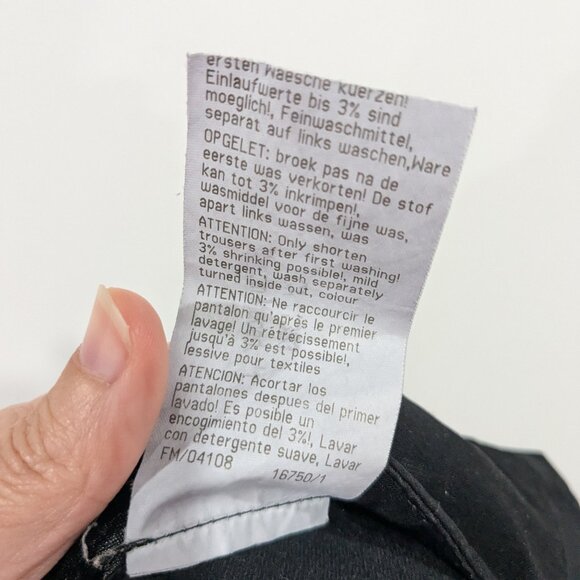 ersten Waesche kuerzen!
Einlaufwerte bis 3% sind
moeglich!, Feinwaschmittel,
separat auf links waschen,Ware
OPGELET: broek pas na de
eerste was verkorten! De stof
kan tot 3% inkrimpen!,
wasmiddel voor de fijne was,
apart links wassen, was
ATTENTION: Only shorten
trousers after first washing!
3% shrinking possible!, mild
detergent, wash separately
turned inside out, colour
ATTENTION: Ne raccourcir le
pantalon qu'après le premier
lavage! Un rétrécissement
jusqu'à 3% est possible!,
lessive pour textiles
ATENCION: Acortar los
pantalones despues del primer
lavado! Es posible un
encogimiento del 3%!, Lavar
con detergente suave, Lavar
FM/04108 16750/1